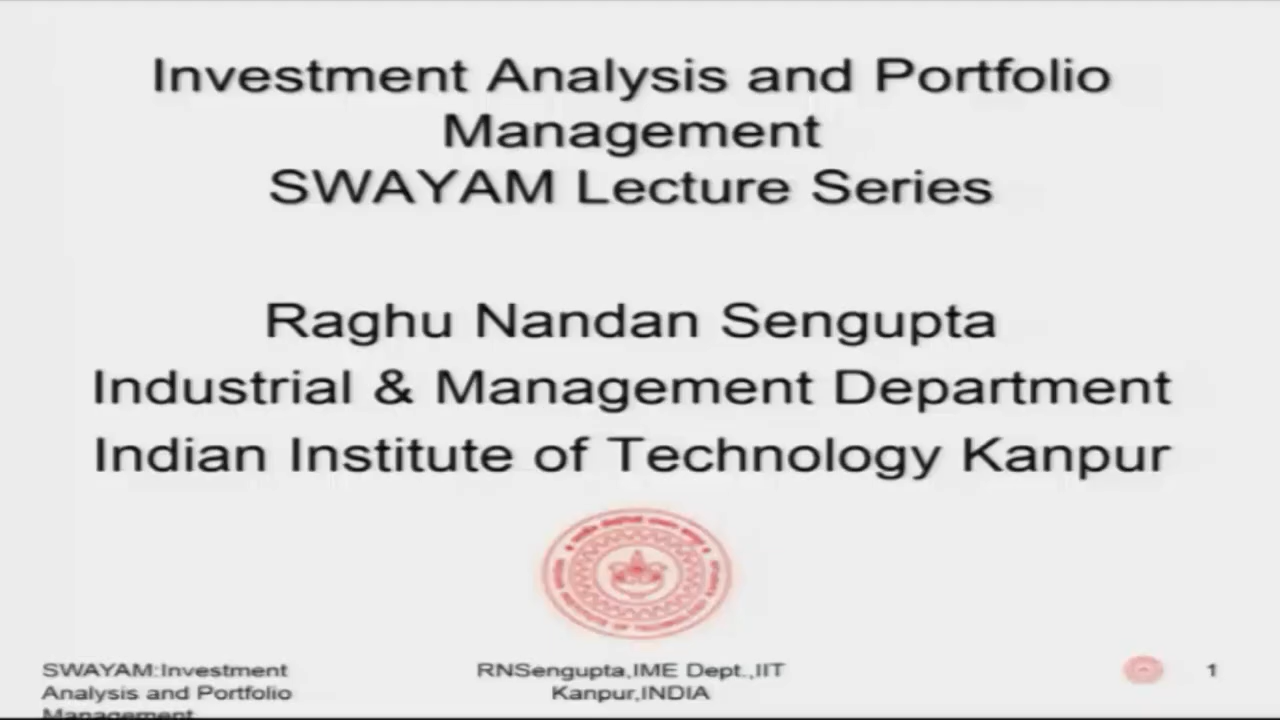 Investment Analysis and Portfolio
Management
SWAYAM Lecture Series
Raghu Nandan Sengupta
Industrial & Management Department
Indian Institute of Technology Kanpur
SWAYAM:Investment
Analysis and Portfolio
Management
RNSengupta,IME Dept.,IIT
Kanpur,INDIA
1